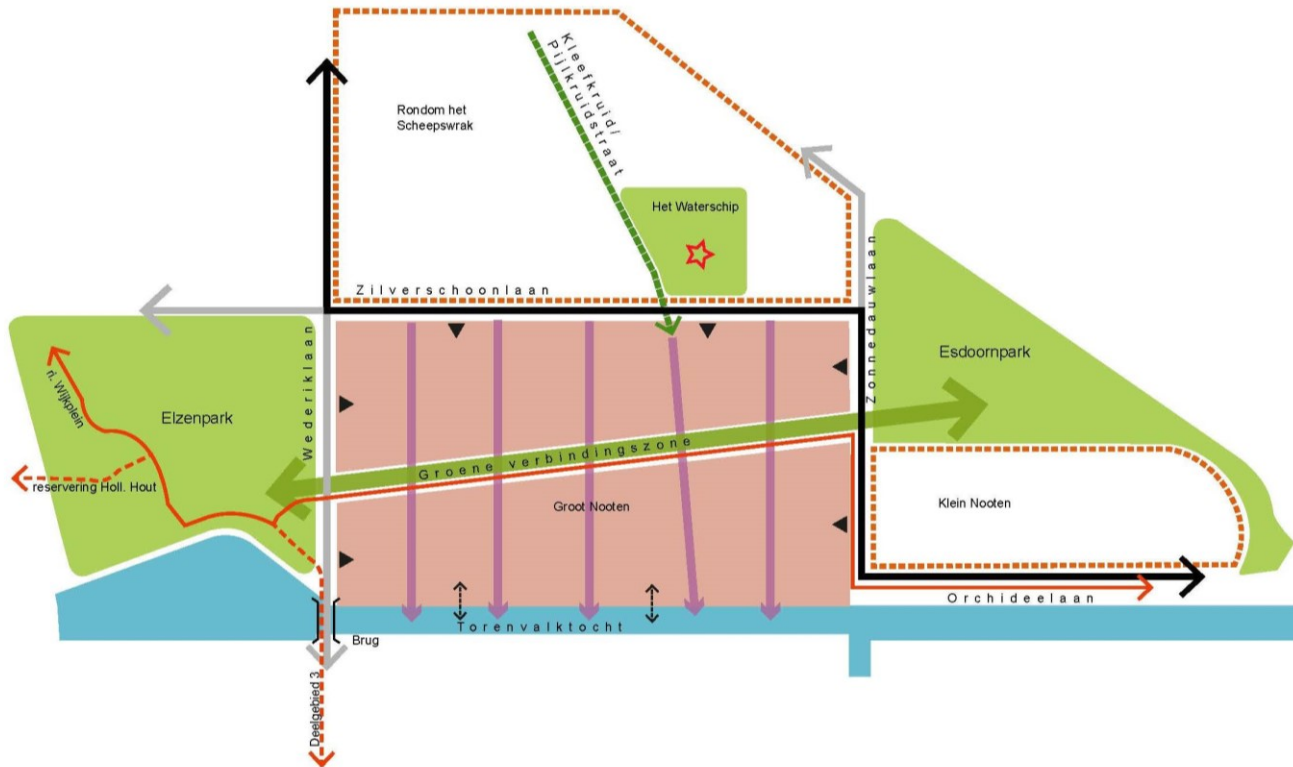 Kleefkruid/
Pijlkruidstraat
Rondom het
Scheepswrak
Het Waterschip
Zilverschoonlaan
Zonnedauwlaan
Wederiklaan
Esdoornpark
ri. Wijkplein
Elzenpark
Groene verbindingszone
reservering Holl. Hout
Groot Nooten
Klein Nooten
Orchideelaan
Torenvalktocht
Brug
Deelgebied 3